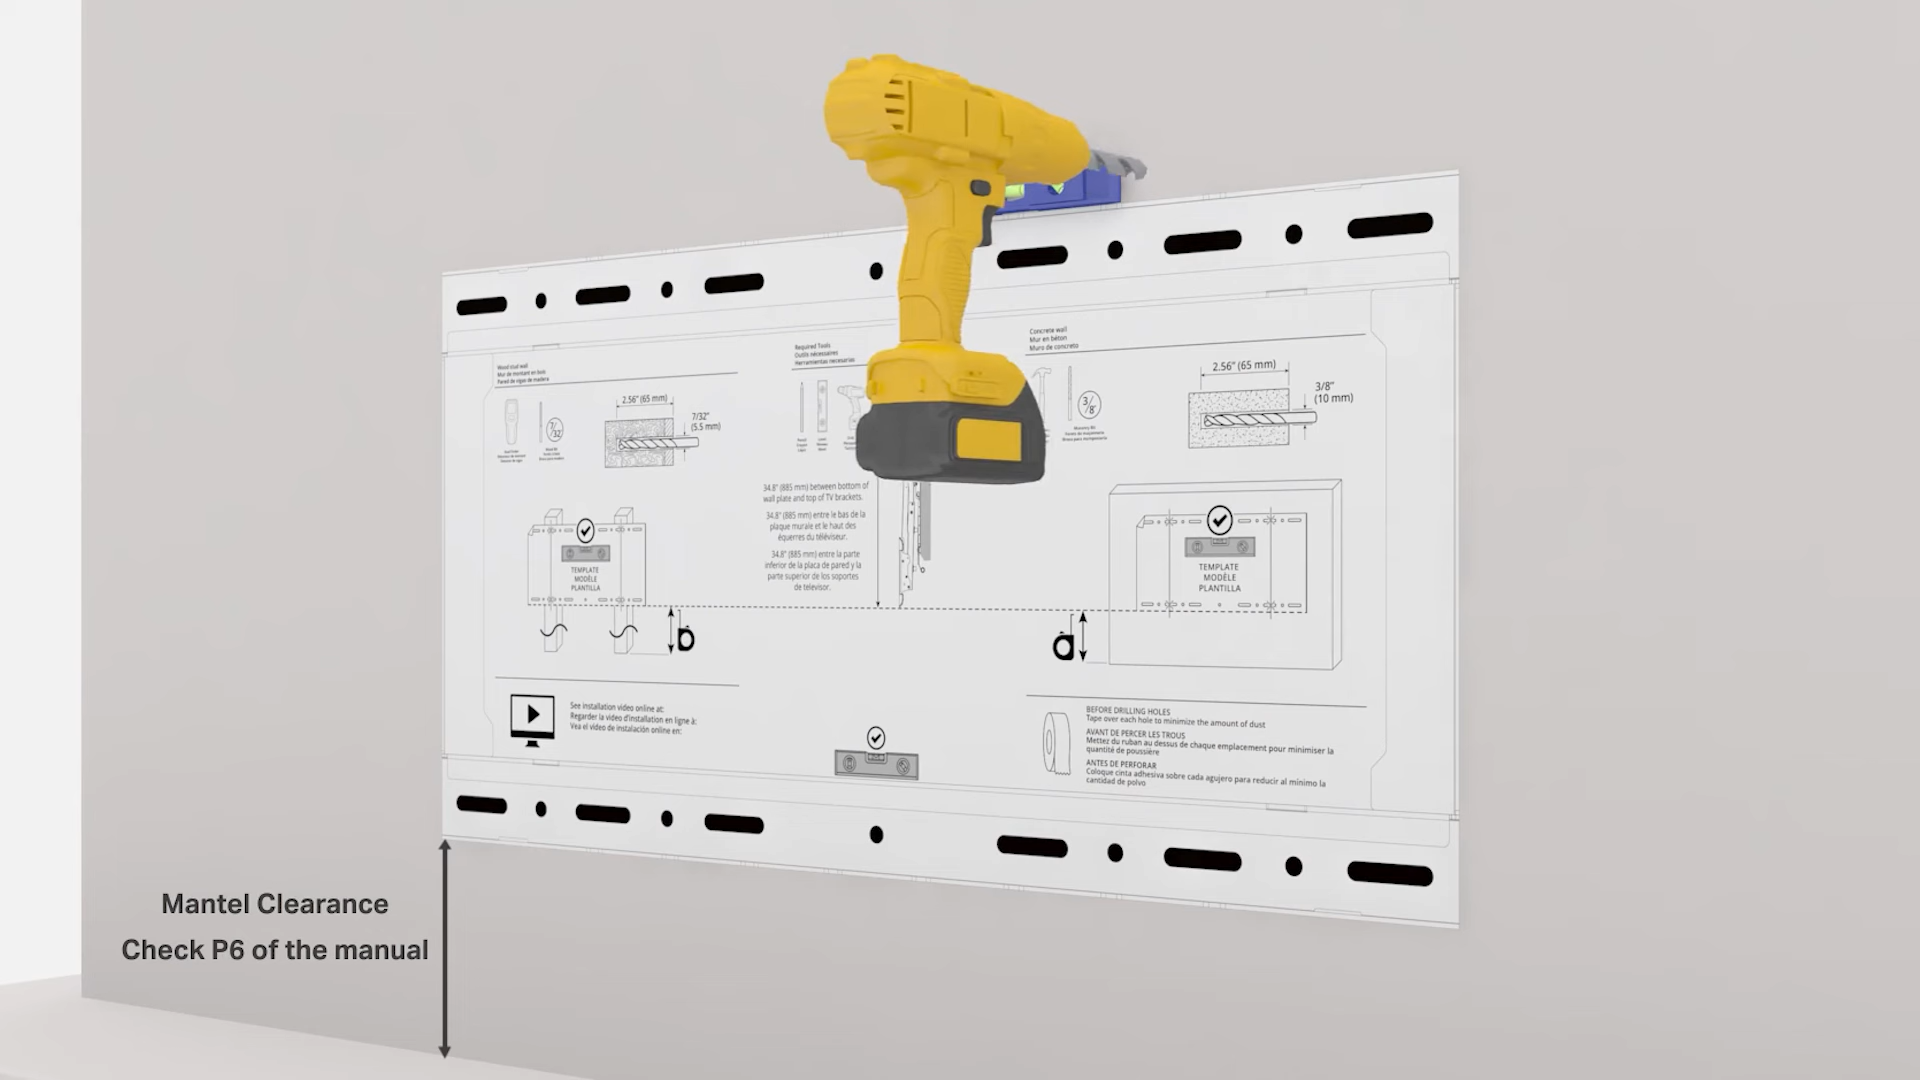 Wood stud wall
Mur de montant en bois
Pared de vigas de madera
2.56" (65 mm)
7/32"
(5.5 mm)
7/32"
Required Tools
Outils nécessaires
Herramientas necesarias
Concrete wall
Mur en béton
Muro de concreto
3/8"
2.56" (65 mm)
3/8"
(10 mm)
34.8" (885 mm) between bottom of
wall plate and top of TV brackets.
34.8" (885 mm) entre le bas de la
plaque murale et le haut des
équerres du téléviseur.
34.8" (885 mm) entre la parte
inferior de la placa de pared y la
parte superior de los soportes
de televisor.
TEMPLATE
MODÈLE
PLANTILLA
TEMPLATE
MODÈLE
PLANTILLA
See installation video online at:
Regarder la video d'installation en ligne à:
Vea el video de instalación online en:
BEFORE DRILLING HOLES
Tape over each hole to minimize the amount of dust
AVANT DE PERCER LES TROUS
Mettez du ruban au dessus de chaque emplacement pour minimiser la
quantité de poussière
ANTES DE PERFORAR
Coloque cinta adhesiva sobre cada agujero para reducir al mínimo la
cantidad de polvo
Mantel Clearance
Check P6 of the manual